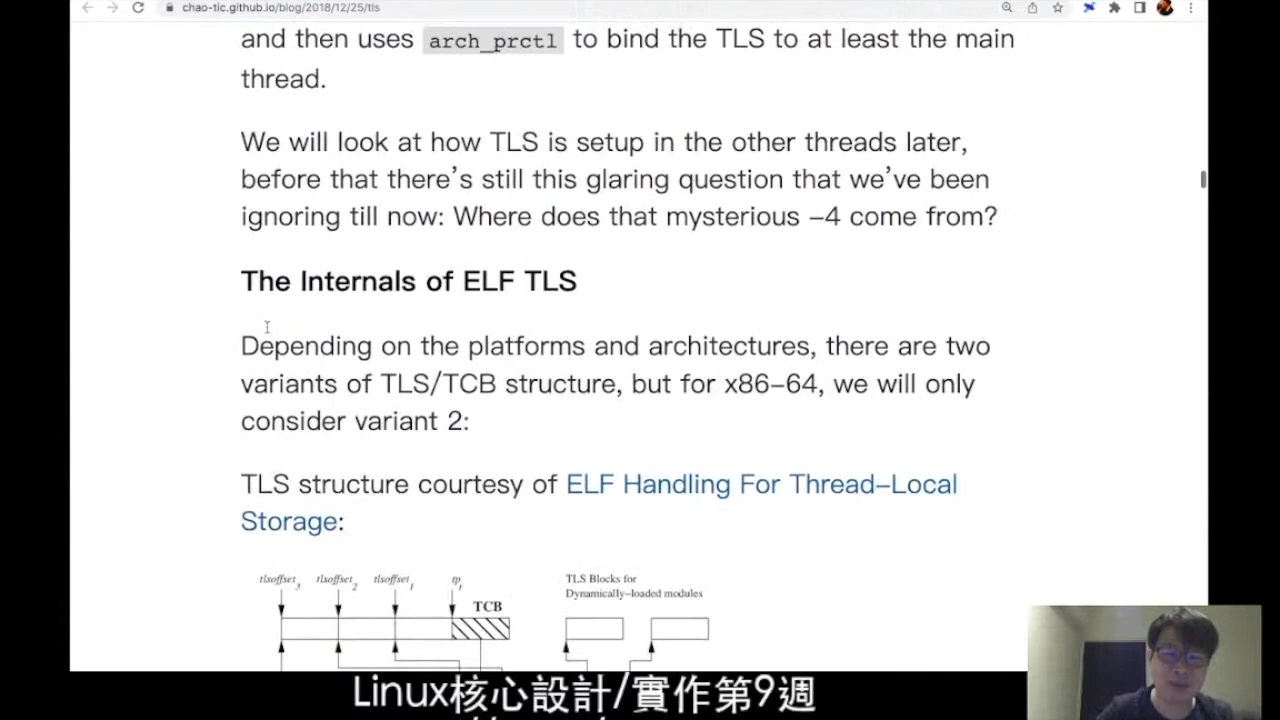 chao-tic.github.io/blog/2018/12/25/tls
and then uses arch_prctl to bind the TLS to at least the main
thread.
We will look at how TLS is setup in the other threads later,
before that there's still this glaring question that we've been
ignoring till now: Where does that mysterious -4 come from?
The Internals of ELF TLS
Depending on the platforms and architectures, there are two
variants of TLS/TCB structure, but for x86-64, we will only
consider variant 2:
TLS structure courtesy of ELF Handling For Thread-Local
Storage:
tlsoffset3 tlsoffset2 tlsoffset1 tpt
TCB
TLS Blocks for
Dynamically-loaded modules
Linux核心設計/實作第9週